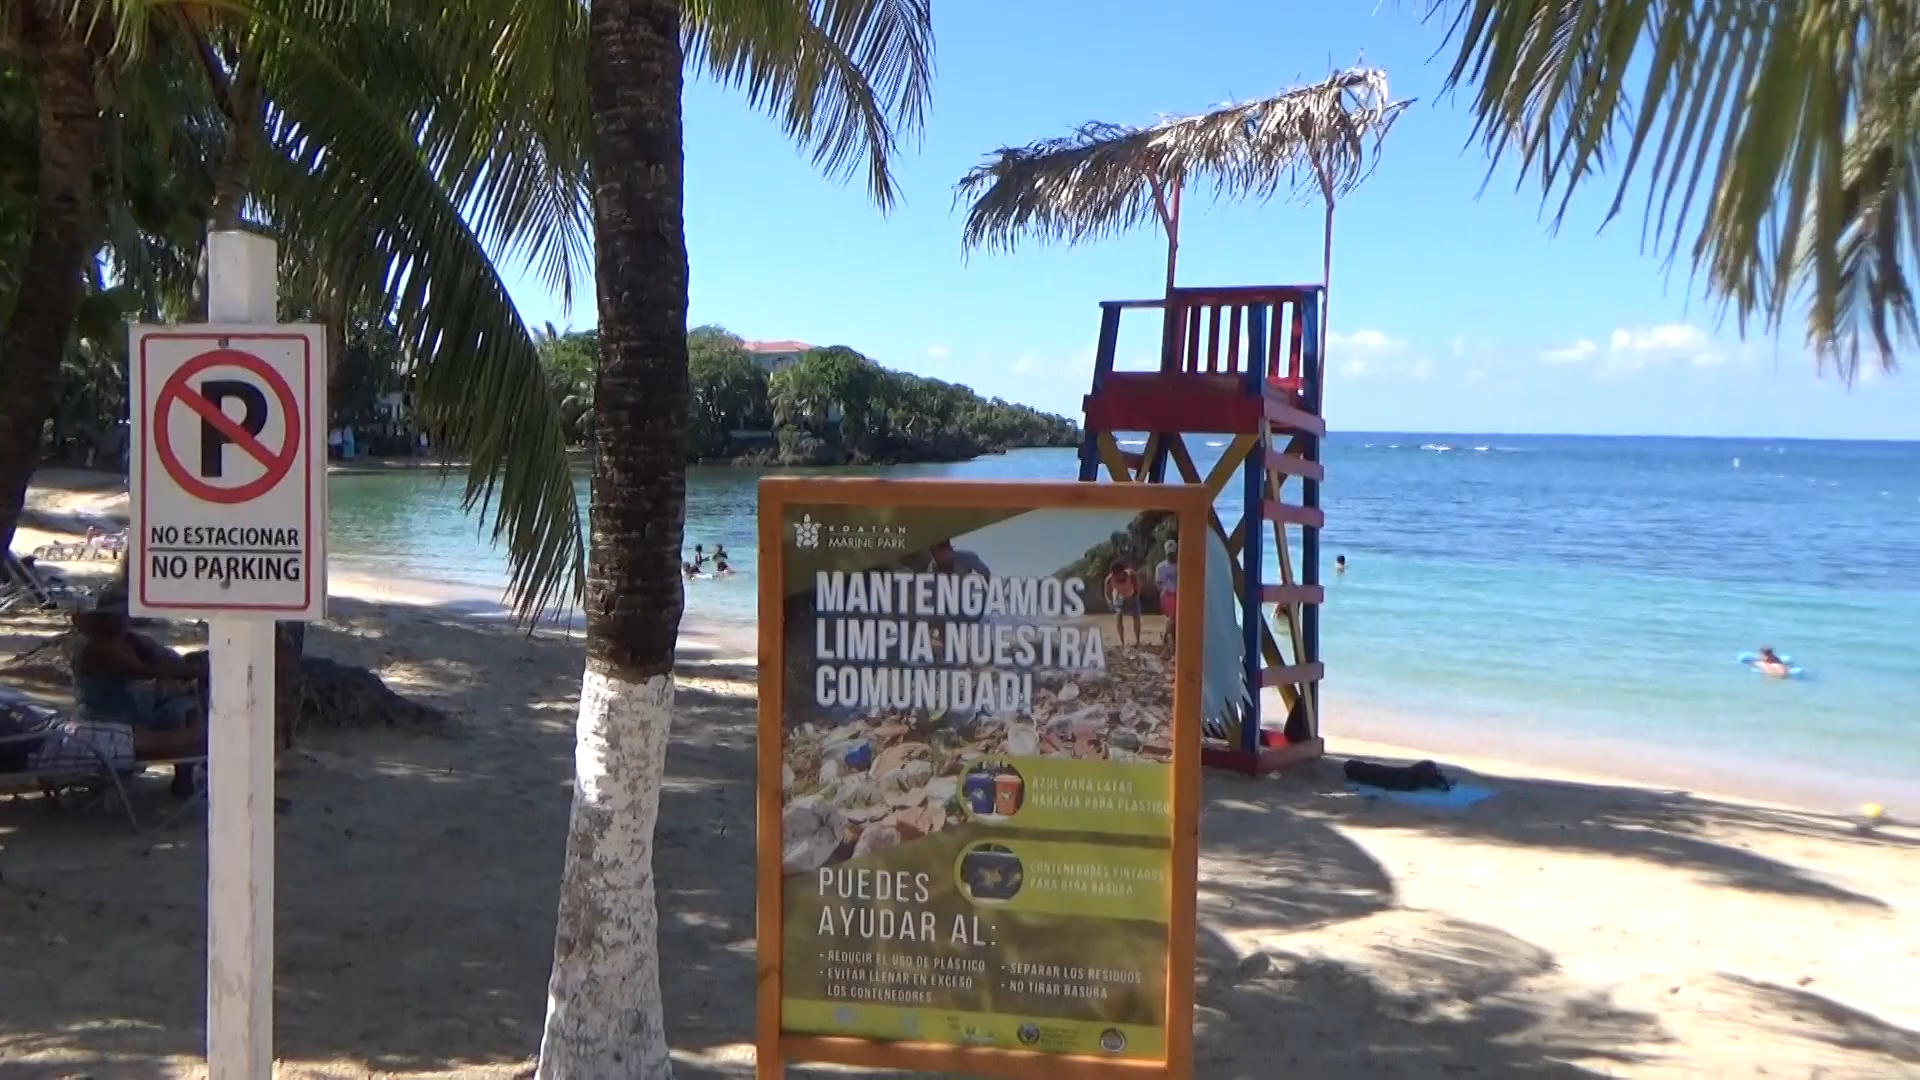 P
NO ESTACIONAR
NO PARKING
ROATAN
MARINE PARK
MANTENGAMOS
LIMPIA NUESTRA
COMUNIDAD!
AZUL PARA LATAS
NARANJA PARA PLASTICO
CONTENEDORES PINTADOS
PARA OTRA BASURA
PUEDES
AYUDAR AL:
• REDUCIR EL USO DE PLÁSTICO
• EVITAR LLENAR EN EXCESO
LOS CONTENEDORES
• SEPARAR LOS RESIDUOS
• NO TIRAR BASURA